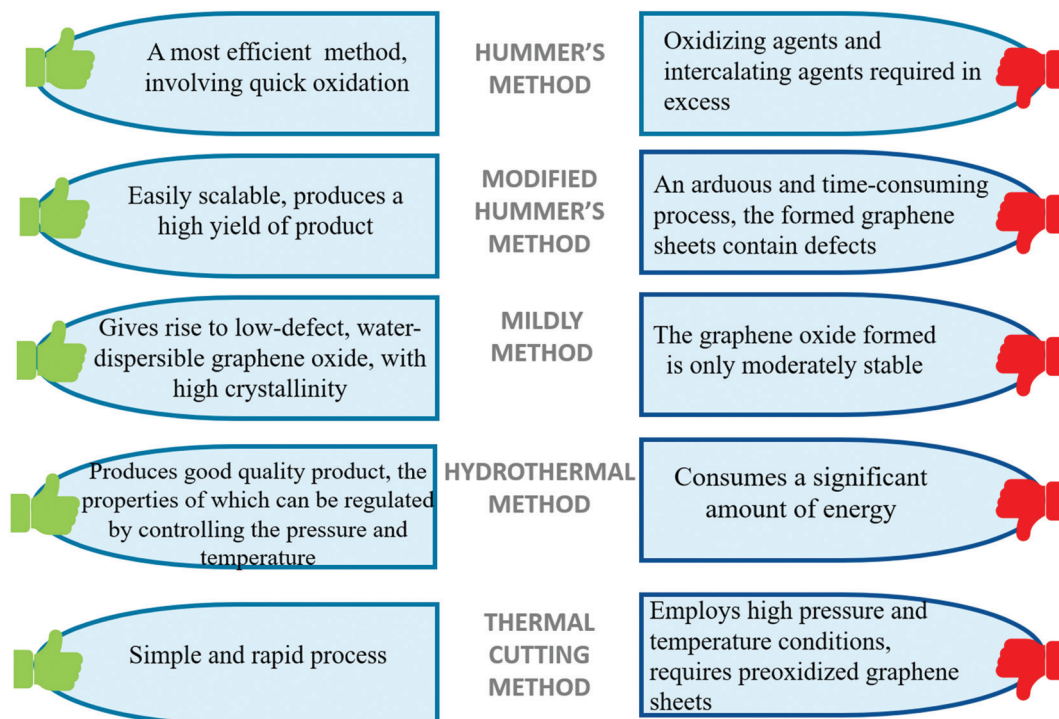 A most efficient method,
involving quick oxidation
HUMMER'S
METHOD
Oxidizing agents and
intercalating agents required in
excess
Easily scalable, produces a
high yield of product
MODIFIED
HUMMER'S
METHOD
An arduous and time-consuming
process, the formed graphene
sheets contain defects
Gives rise to low-defect, water-
dispersible graphene oxide, with
high crystallinity
MILDLY
METHOD
The graphene oxide formed
is only moderately stable
Produces good quality product, the
properties of which can be regulated
by controlling the pressure and
temperature
HYDROTHERMAL
METHOD
Consumes a significant
amount of energy
Simple and rapid process
THERMAL
CUTTING
METHOD
Employs high pressure and
temperature conditions,
requires preoxidized graphene
sheets